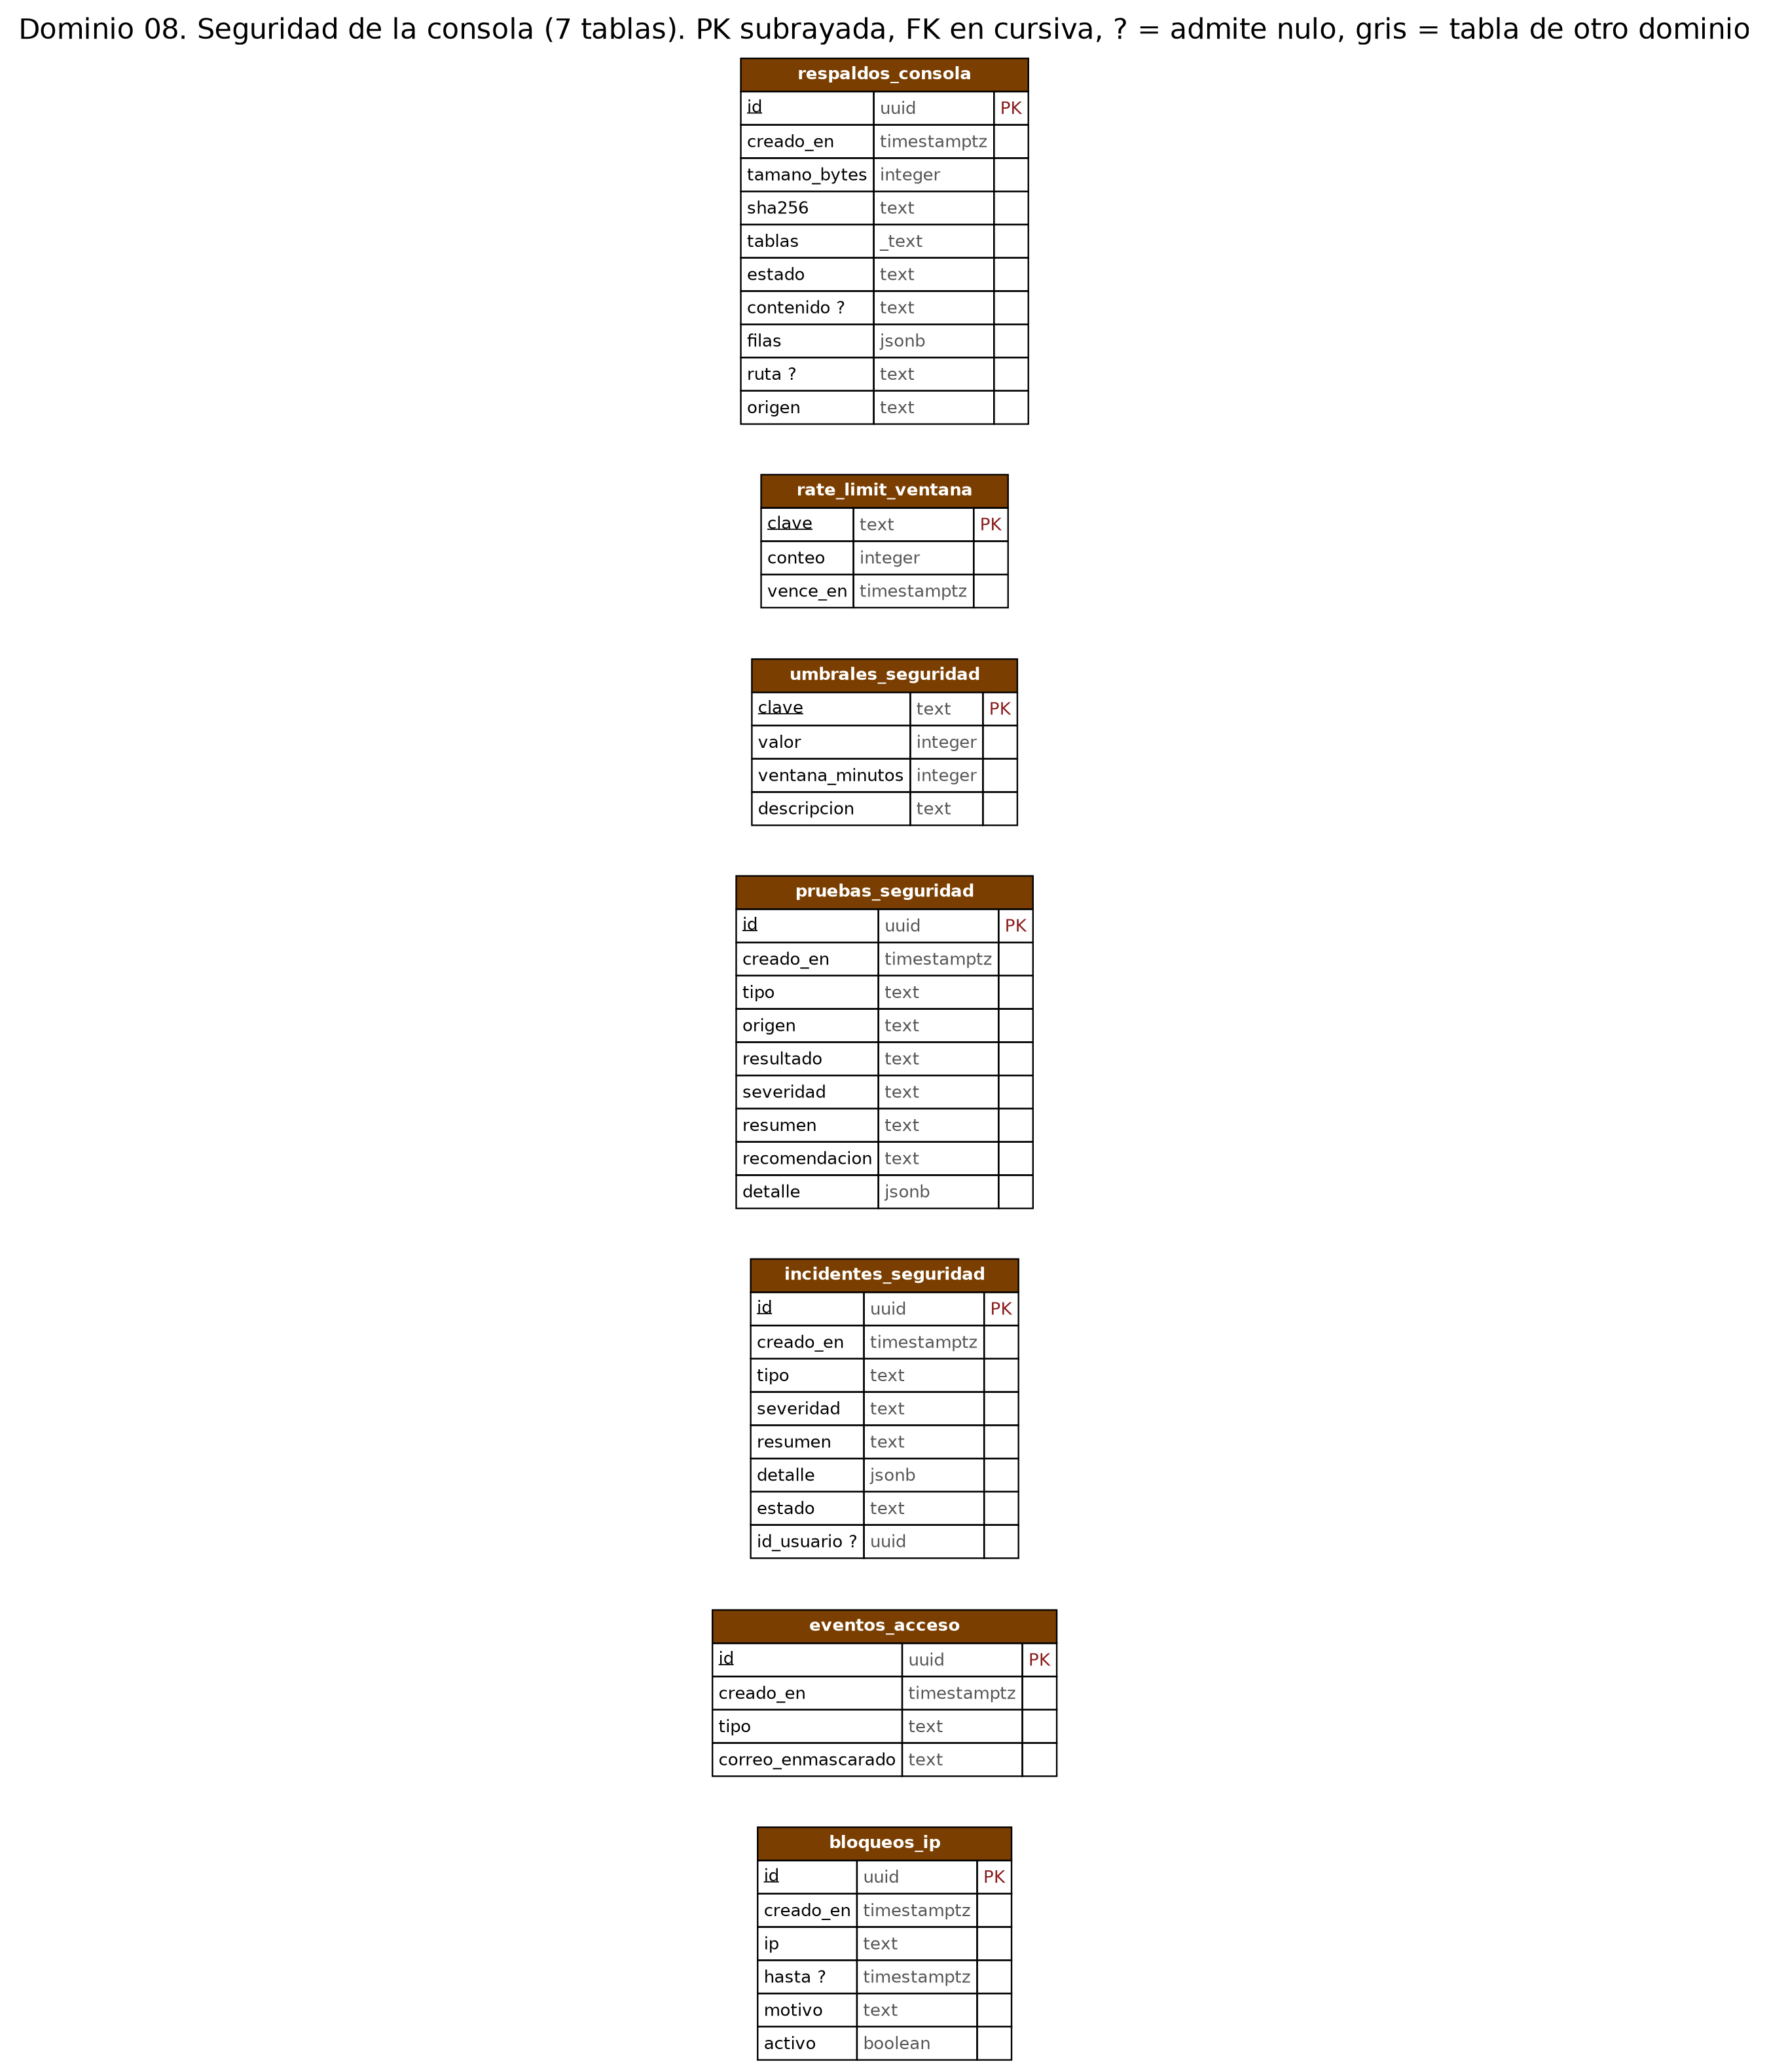 Dominio 08. Seguridad de la consola (7 tablas). PK subrayada, FK en cursiva, ? = admite nulo, gris = tabla de otro dominio
respaldos_consola
id uuid PK
creado_en timestamptz
tamano_bytes integer
sha256 text
tablas _text
estado text
contenido ? text
filas jsonb
ruta ? text
origen text
rate_limit_ventana
clave text PK
conteo integer
vence_en timestamptz
umbrales_seguridad
clave text PK
valor integer
ventana_minutos integer
descripcion text
pruebas_seguridad
id uuid PK
creado_en timestamptz
tipo text
origen text
resultado text
severidad text
resumen text
recomendacion text
detalle jsonb
incidentes_seguridad
id uuid PK
creado_en timestamptz
tipo text
severidad text
resumen text
detalle jsonb
estado text
id_usuario ? uuid
eventos_acceso
id uuid PK
creado_en timestamptz
tipo text
correo_enmascarado text
bloqueos_ip
id uuid PK
creado_en timestamptz
ip text
hasta ? timestamptz
motivo text
activo boolean